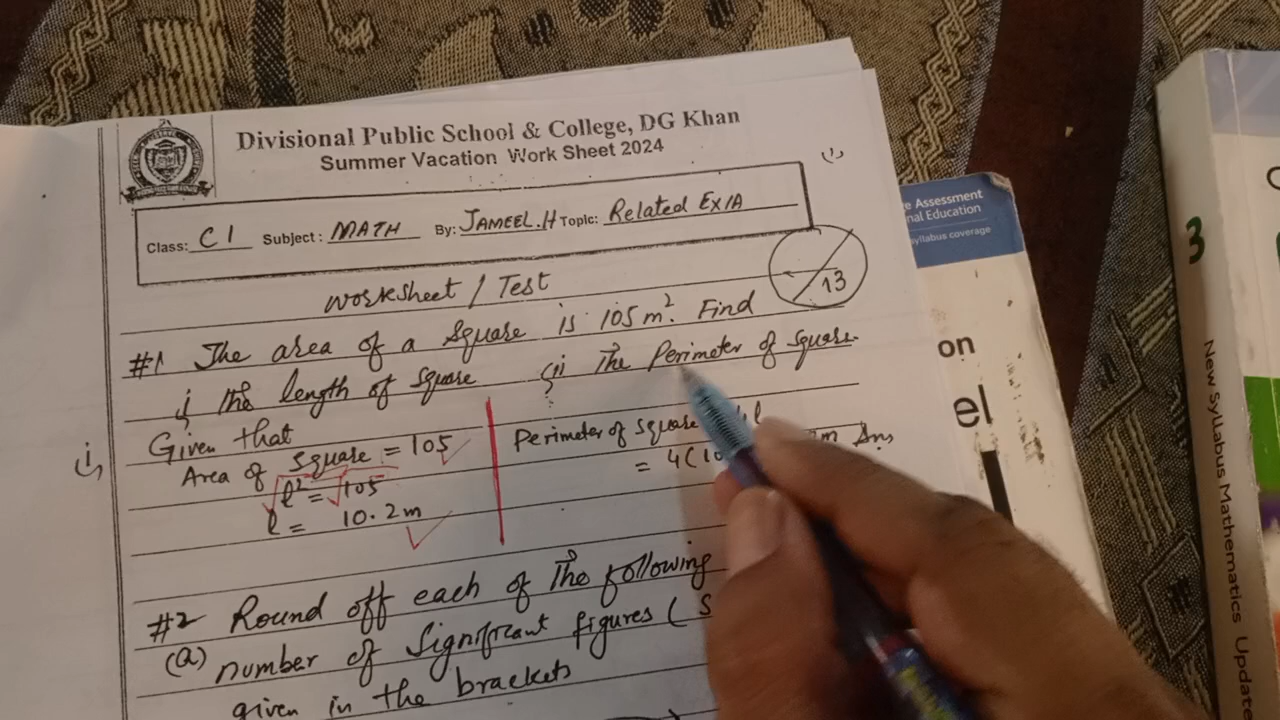 Divisional Public School & College, DG Khan
Summer Vacation Work Sheet 2024
Class: C1 Subject: MATH By: JAMEEL.H Topic: Related EX1A
Worksheet / Test
13
#1 The area of a square is 105 m². Find
i, the length of square (ii The Perimeter of square.
i,
Given that
Area of square = 105
√l² = √105
l = 10.2 m
Perimeter of square
= 4(10
m Ans
#2 Round off each of The following
(a) number of Significant figures (S
given in the brackets
e Assessment
nal Education
syllabus coverage
on
el
3
New Syllabus Mathematics Update